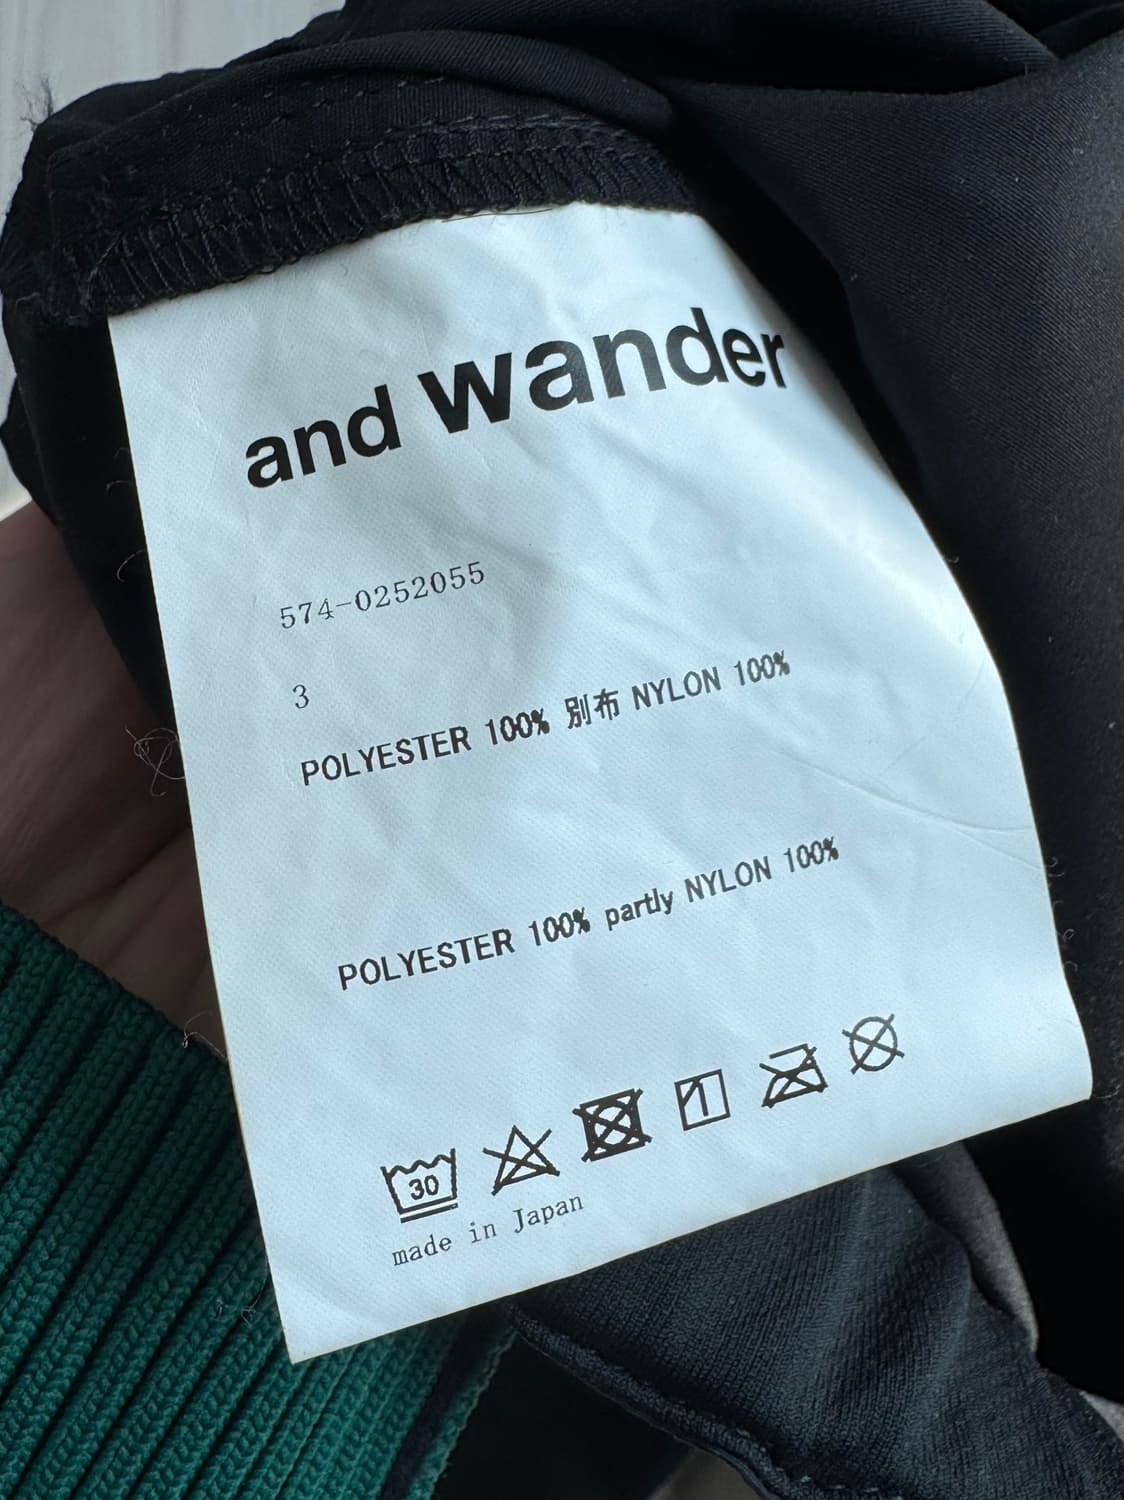 and wander
574-0252055
3
POLYESTER 100% 別布 NYLON 100%
POLYESTER 100% partly NYLON 100%
30
made in Japan